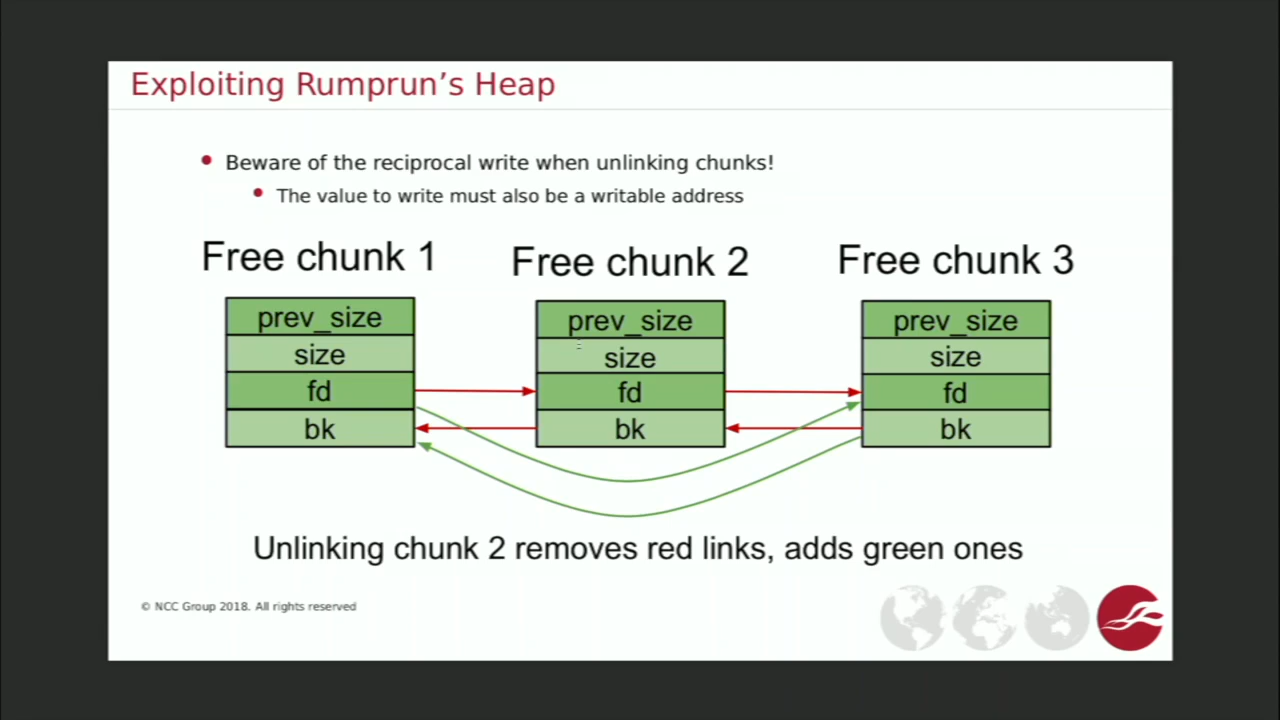 Exploiting Rumprun’s Heap
Beware of the reciprocal write when unlinking chunks!
The value to write must also be a writable address
Free chunk 1
Free chunk 2
Free chunk 3
prev_size
size
fd
bk
prev_size
size
fd
bk
prev_size
size
fd
bk
Unlinking chunk 2 removes red links, adds green ones
© NCC Group 2018. All rights reserved